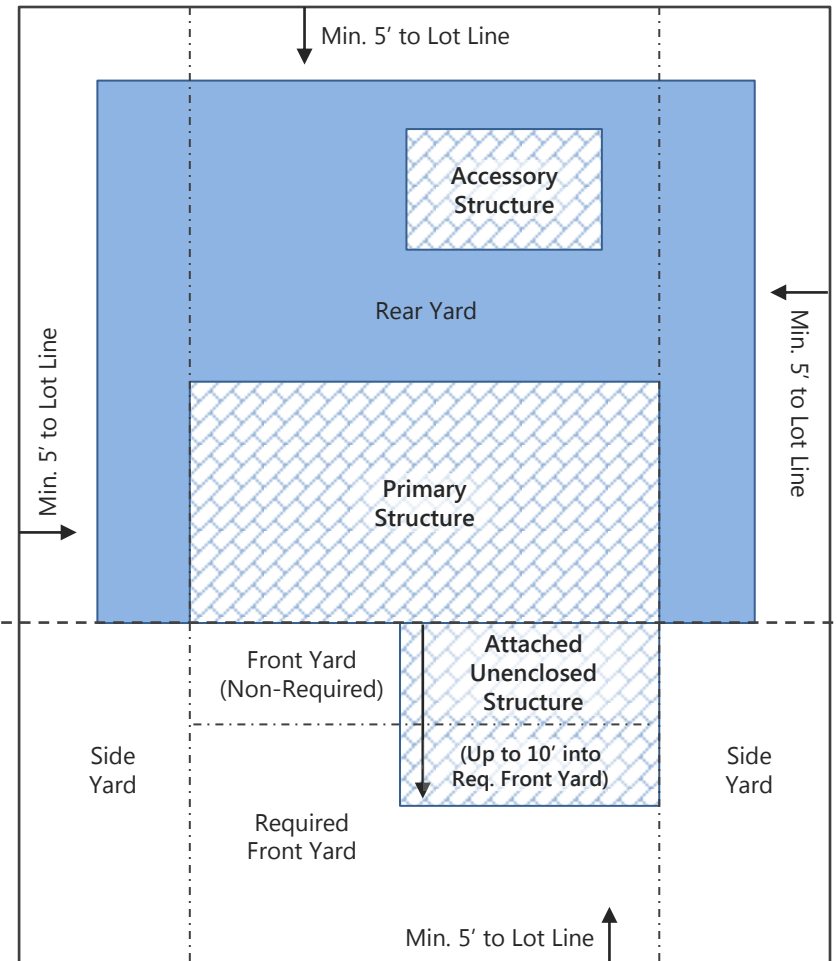 Min. 5’ to Lot Line
Accessory
Structure
Rear Yard
Min. 5’ to Lot Line
Min. 5’ to Lot Line
Primary
Structure
Front Yard
(Non-Required)
Attached
Unenclosed
Structure
(Up to 10’ into
Req. Front Yard)
Side
Yard
Side
Yard
Required
Front Yard
Min. 5’ to Lot Line